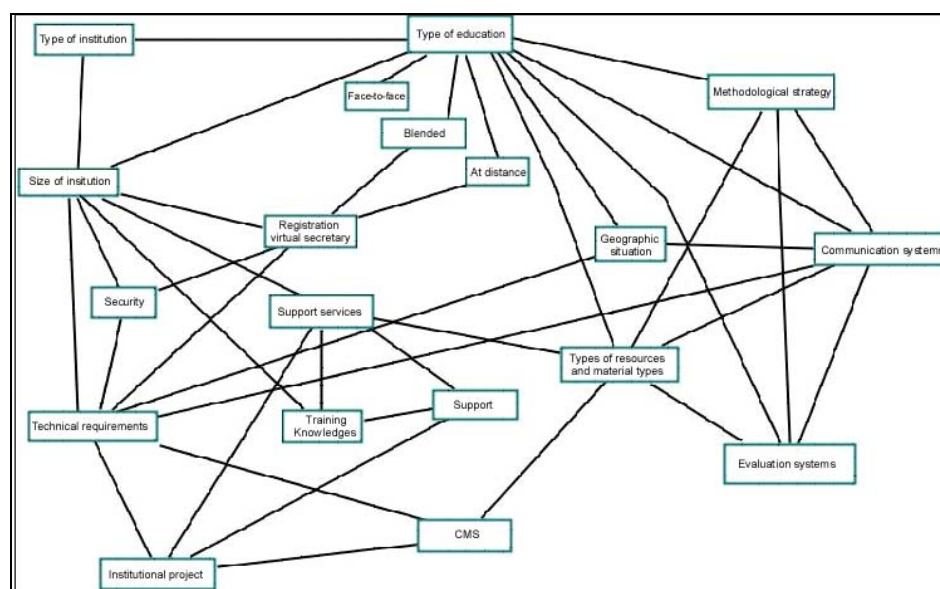 Type of institution
Type of education
Face-to-face
Methodological strategy
Blended
At distance
Size of insitution
Registration
virtual secretary
Geographic
situation
Communication systems
Security
Support services
Types of resources
and material types
Technical requirements
Training
Knowledges
Support
Evaluation systems
CMS
Institutional project